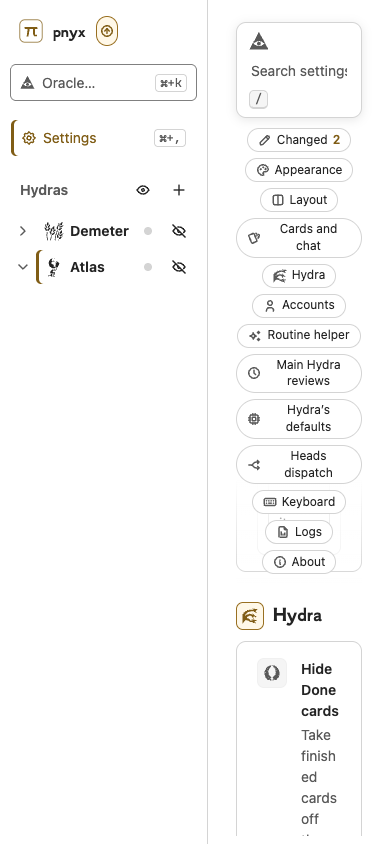 π pnyx
Oracle... ⌘+k
Settings ⌘+,
Hydras
Demeter
Atlas
Search settings
/
Changed 2
Appearance
Layout
Cards and
chat
Hydra
Accounts
Routine helper
Main Hydra
reviews
Hydra's
defaults
Heads
dispatch
Keyboard
Logs
About
Hydra
Hide
Done
cards
Take
finish
ed
cards
off